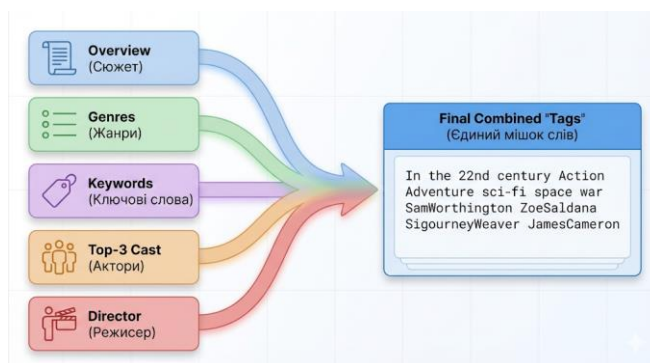 Overview
(Сюжет)
Genres
(Жанри)
Keywords
(Ключові слова)
Top-3 Cast
(Актори)
Director
(Режисер)
Final Combined "Tags"
(Єдиний мішок слів)
In the 22nd century Action
Adventure sci-fi space war
SamWorthington ZoeSaldana
SigourneyWeaver JamesCameron